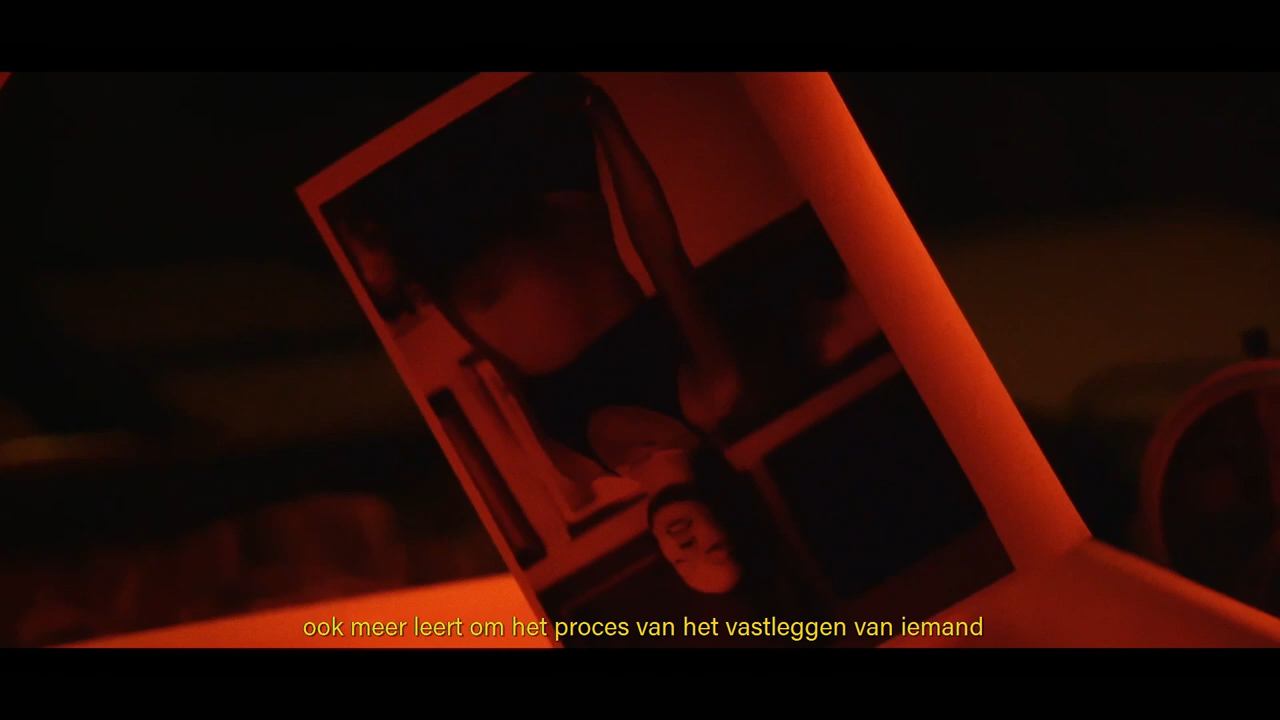 ook meer leert om het proces van het vastleggen van iemand